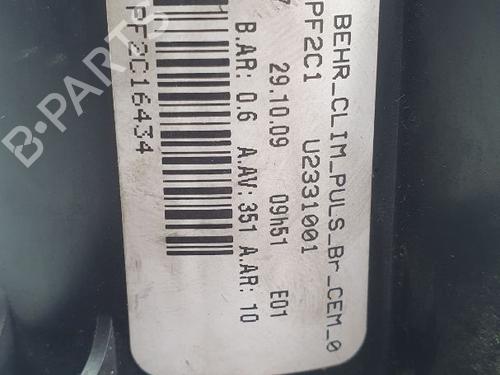 BEHR_CLIM_PULS_Br_CEM_0
PF2C1 U2331001
29.10.09 09h51 E01
B.AR: 0.6 A.AV: 351 A.AR: 10
PF2C16434
B-PARTS